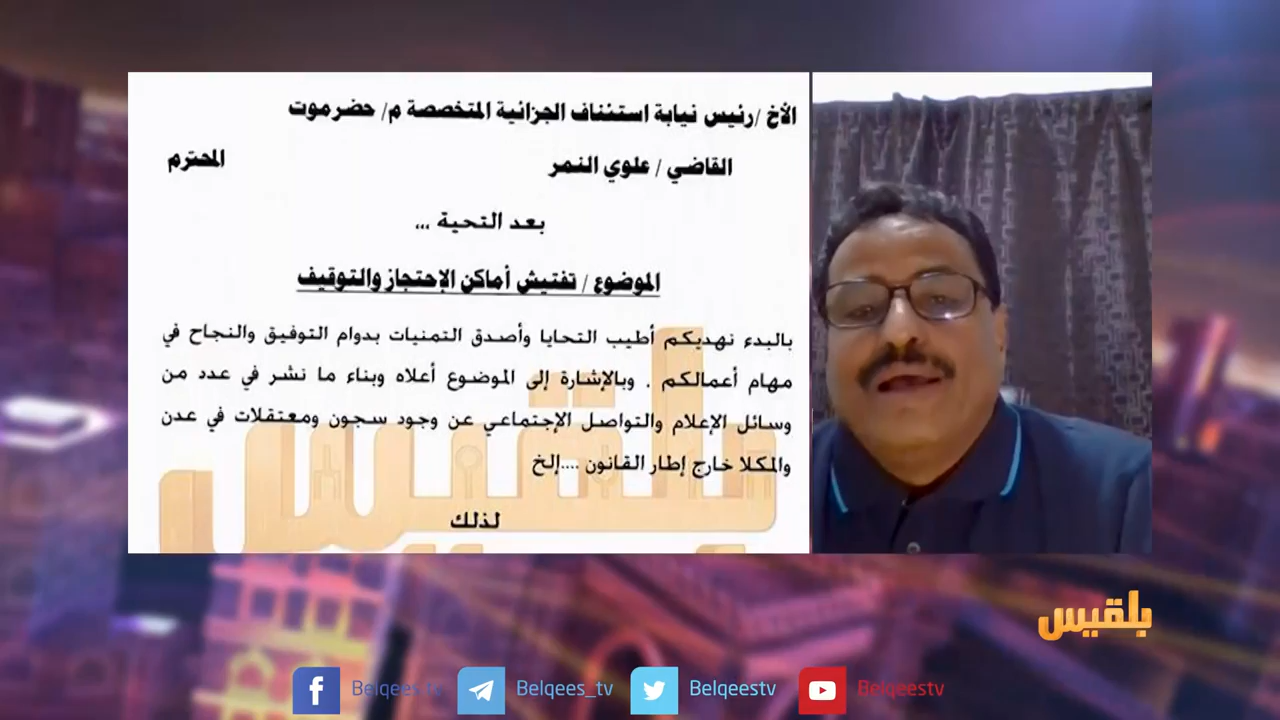 الأخ /رئيس نيابة استئناف الجزائية المتخصصة م/ حضرموت
القاضي / علوي النمر المحترم
بعد التحية ...
الموضوع / تفتيش أماكن الإحتجاز والتوقيف
بالبدء نهديكم أطيب التحايا وأصدق التمنيات بدوام التوفيق والنجاح في
مهام أعمالكم . وبالإشارة إلى الموضوع أعلاه وبناء ما نشر في عدد من
وسائل الإعلام والتواصل الإجتماعي عن وجود سجون ومعتقلات في عدن
والمكلا خارج إطار القانون ....إلخ
لذلك
بلقيس
بلقيس
Belqees.tv Belqees_tv Belqeestv Belqeestv